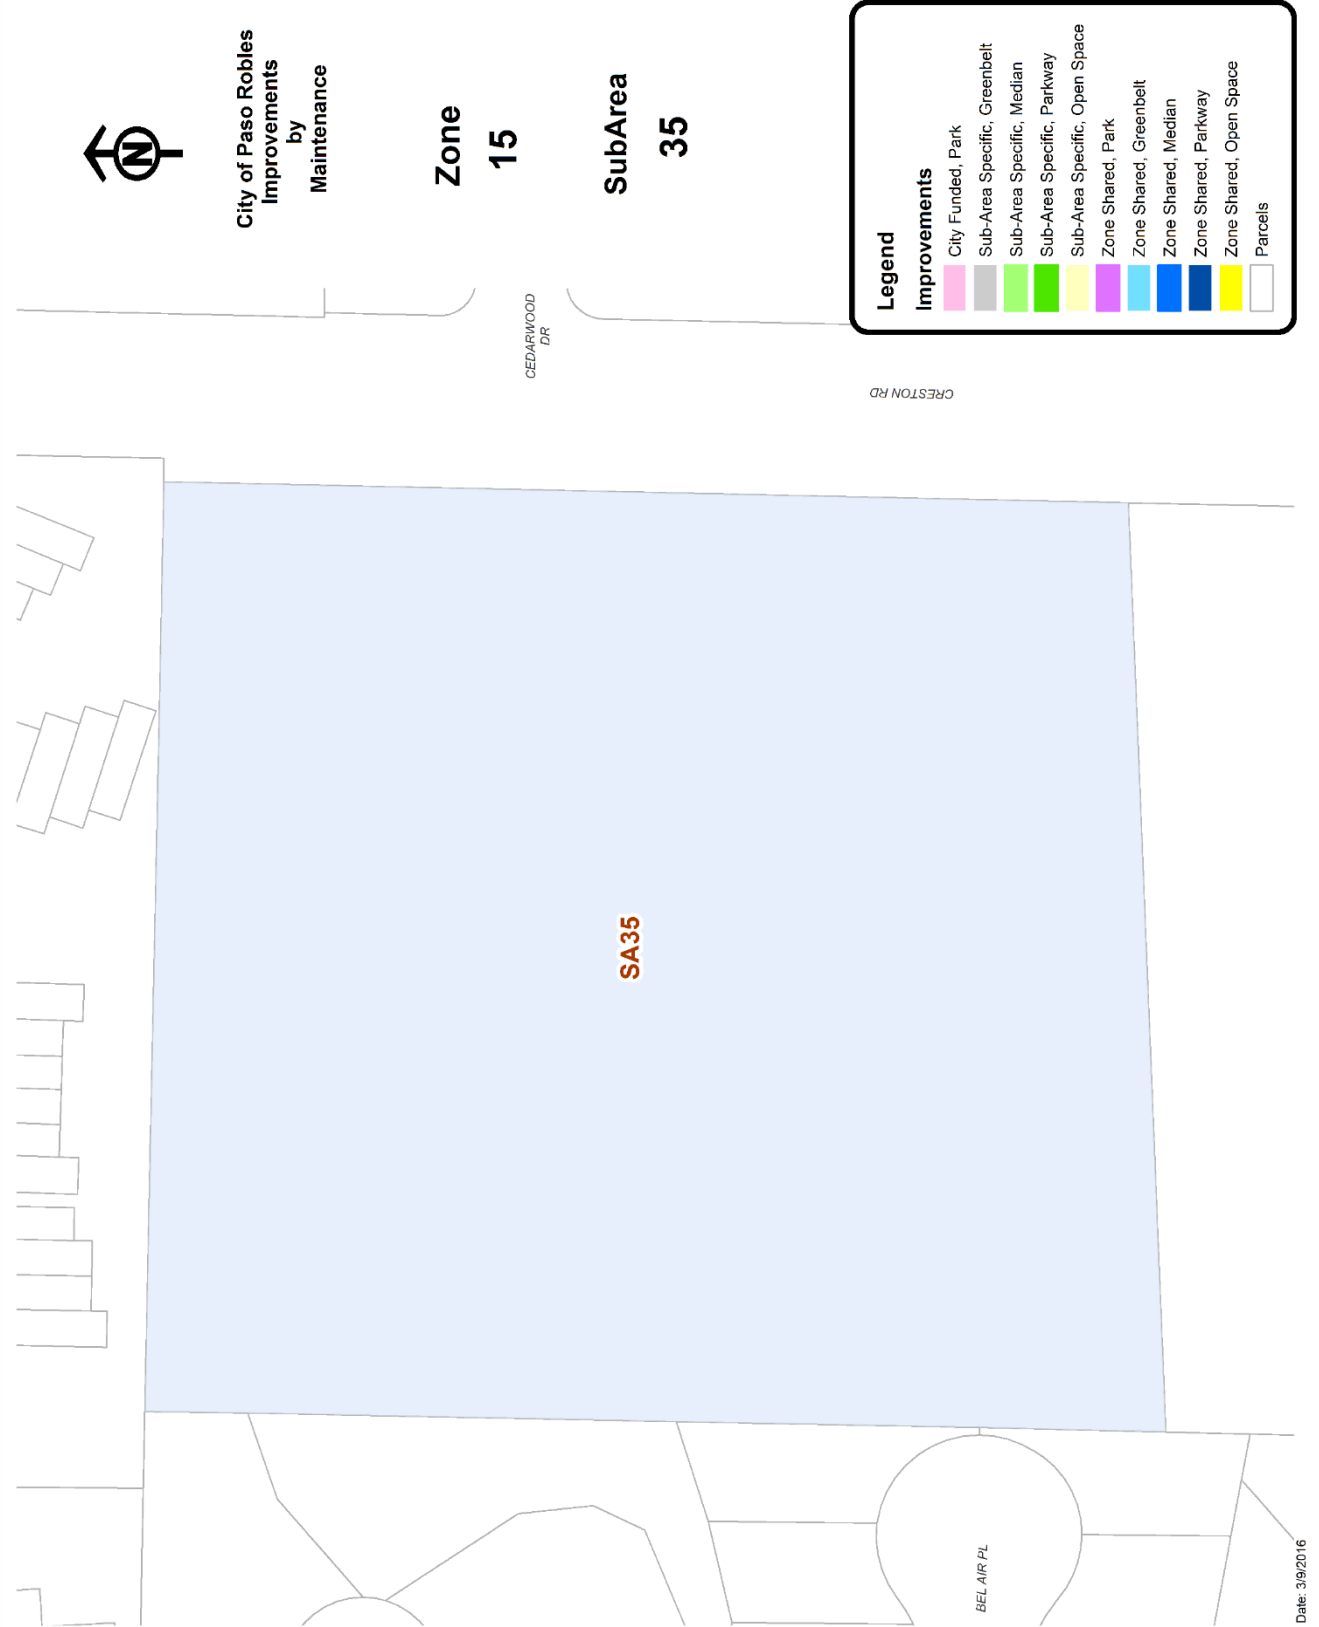 N
City of Paso Robles
Improvements
by
Maintenance
Zone
15
SubArea
35
Legend
Improvements
City Funded, Park
Sub-Area Specific, Greenbelt
Sub-Area Specific, Median
Sub-Area Specific, Parkway
Sub-Area Specific, Open Space
Zone Shared, Park
Zone Shared, Greenbelt
Zone Shared, Median
Zone Shared, Parkway
Zone Shared, Open Space
Parcels
CEDARWOOD
DR
CRESTON RD
SA35
BEL AIR PL
Date: 3/9/2016